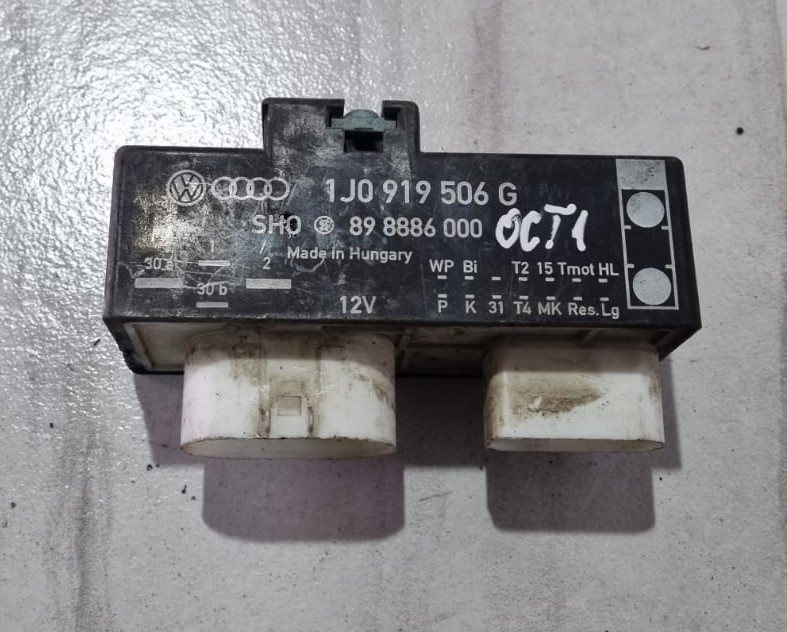 1J0 919 506 G
SHO 89 8886 000 OCT1
Made in Hungary
1 WP Bi T2 15 Tmot HL
30 a 2
30 b 12V P K 31 T4 MK Res. Lg